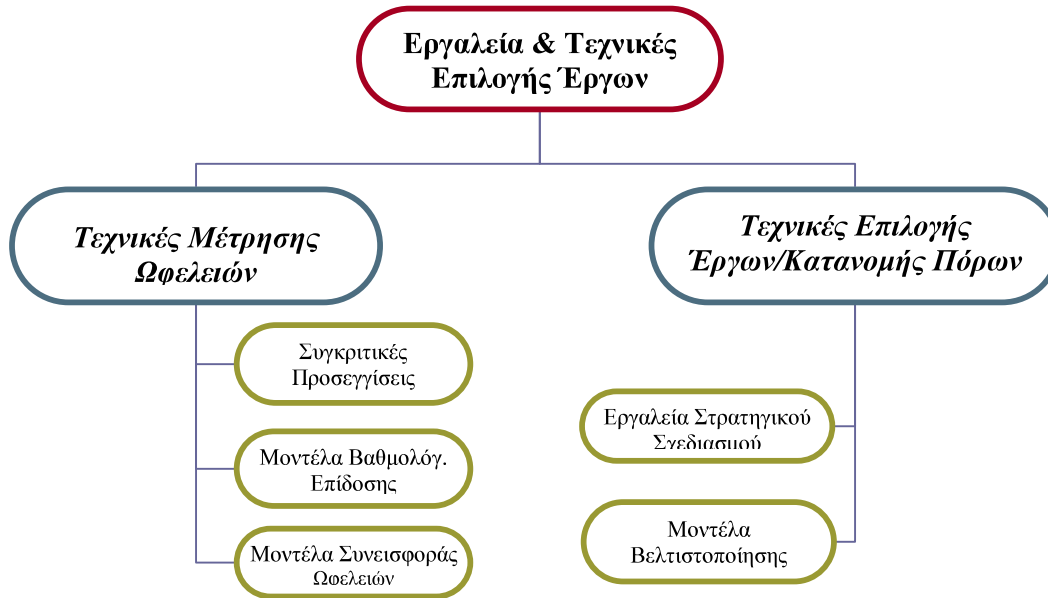 Εργαλεία & Τεχνικές
Επιλογής Έργων
Τεχνικές Μέτρησης
Ωφελειών
Συγκριτικές
Προσεγγίσεις
Μοντέλα Βαθμολόγ.
Επίδοσης
Μοντέλα Συνεισφοράς
Ωφελειών
Τεχνικές Επιλογής
Έργων/Κατανομής Πόρων
Εργαλεία Στρατηγικού
Σχεδιασμού
Μοντέλα
Βελτιστοποίησης